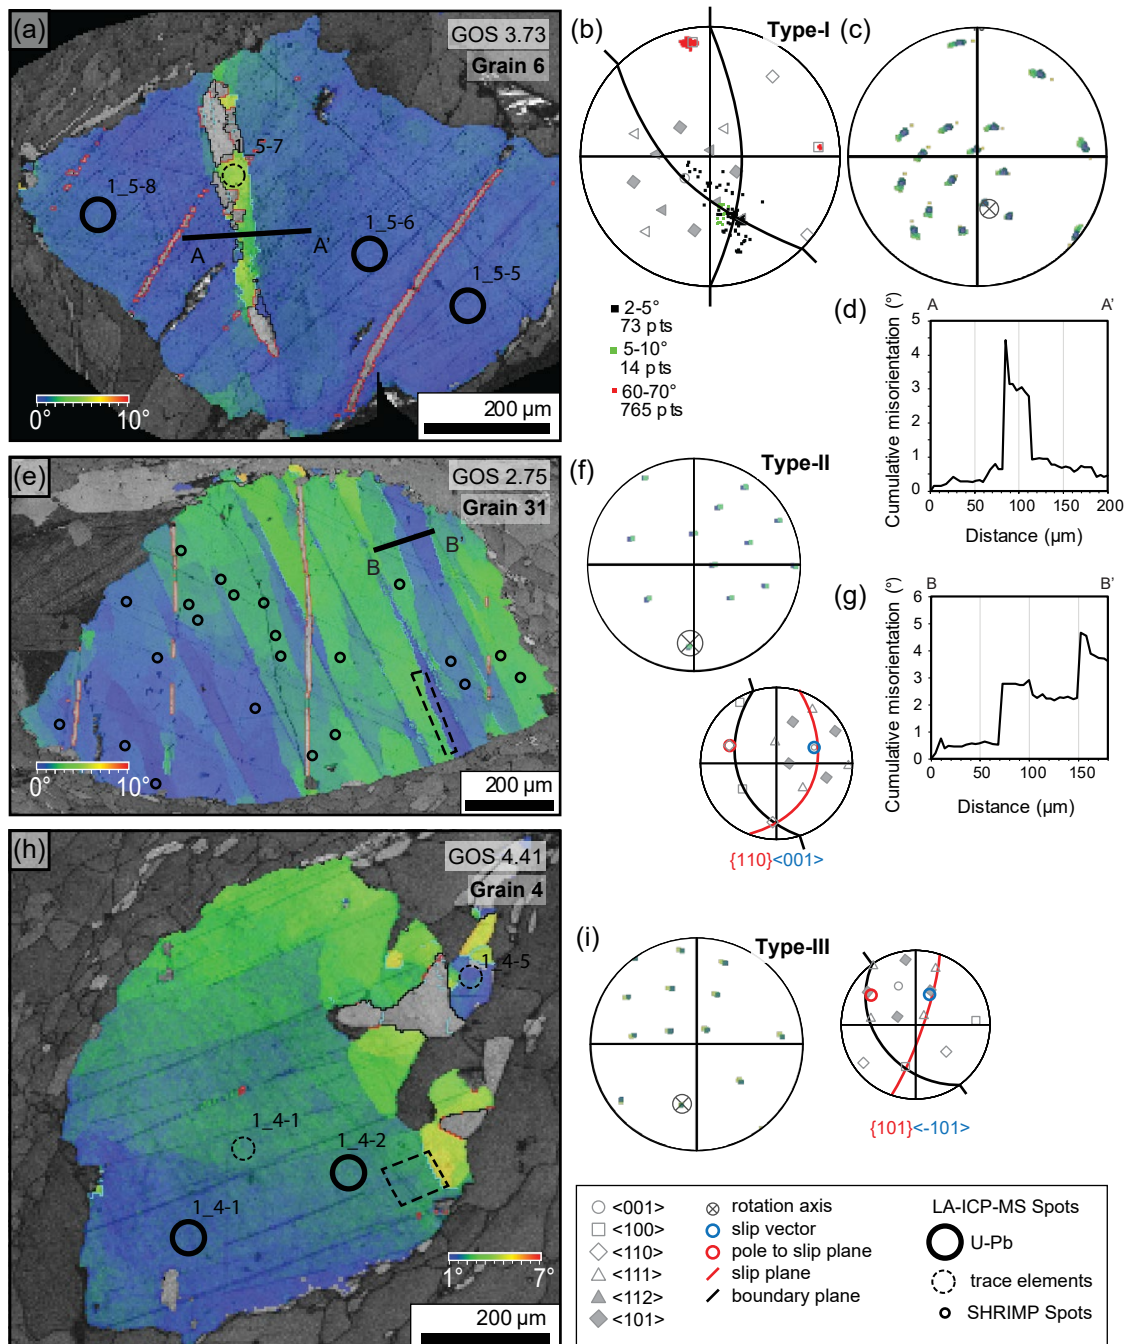 (a)
GOS 3.73
Grain 6
1_5-7
1_5-8
1_5-6
A
A'
1_5-5
0°
10°
200 µm
(b)
Type-I
2-5°
73 pts
5-10°
14 pts
60-70°
765 pts
(c)
(d)
A
A'
Cumulative misorientation (°)
5
4
3
2
1
0
0
50
100
150
200
Distance (µm)
(e)
GOS 2.75
Grain 31
B
B'
0°
10°
200 µm
(f)
Type-II
{110}<001>
(g)
B
B'
Cumulative misorientation (°)
6
5
4
3
2
1
0
0
50
100
150
Distance (µm)
(h)
GOS 4.41
Grain 4
1_4-5
1_4-1
1_4-2
1_4-1
1°
7°
200 µm
(i)
Type-III
{101}<-101>
<001>
<100>
<110>
<111>
<112>
<101>
rotation axis
slip vector
pole to slip plane
slip plane
boundary plane
LA-ICP-MS Spots
U-Pb
trace elements
SHRIMP Spots